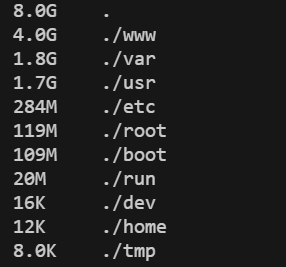 8.0G    .
4.0G    ./www
1.8G    ./var
1.7G    ./usr
284M    ./etc
119M    ./root
109M    ./boot
20M     ./run
16K     ./dev
12K     ./home
8.0K    ./tmp